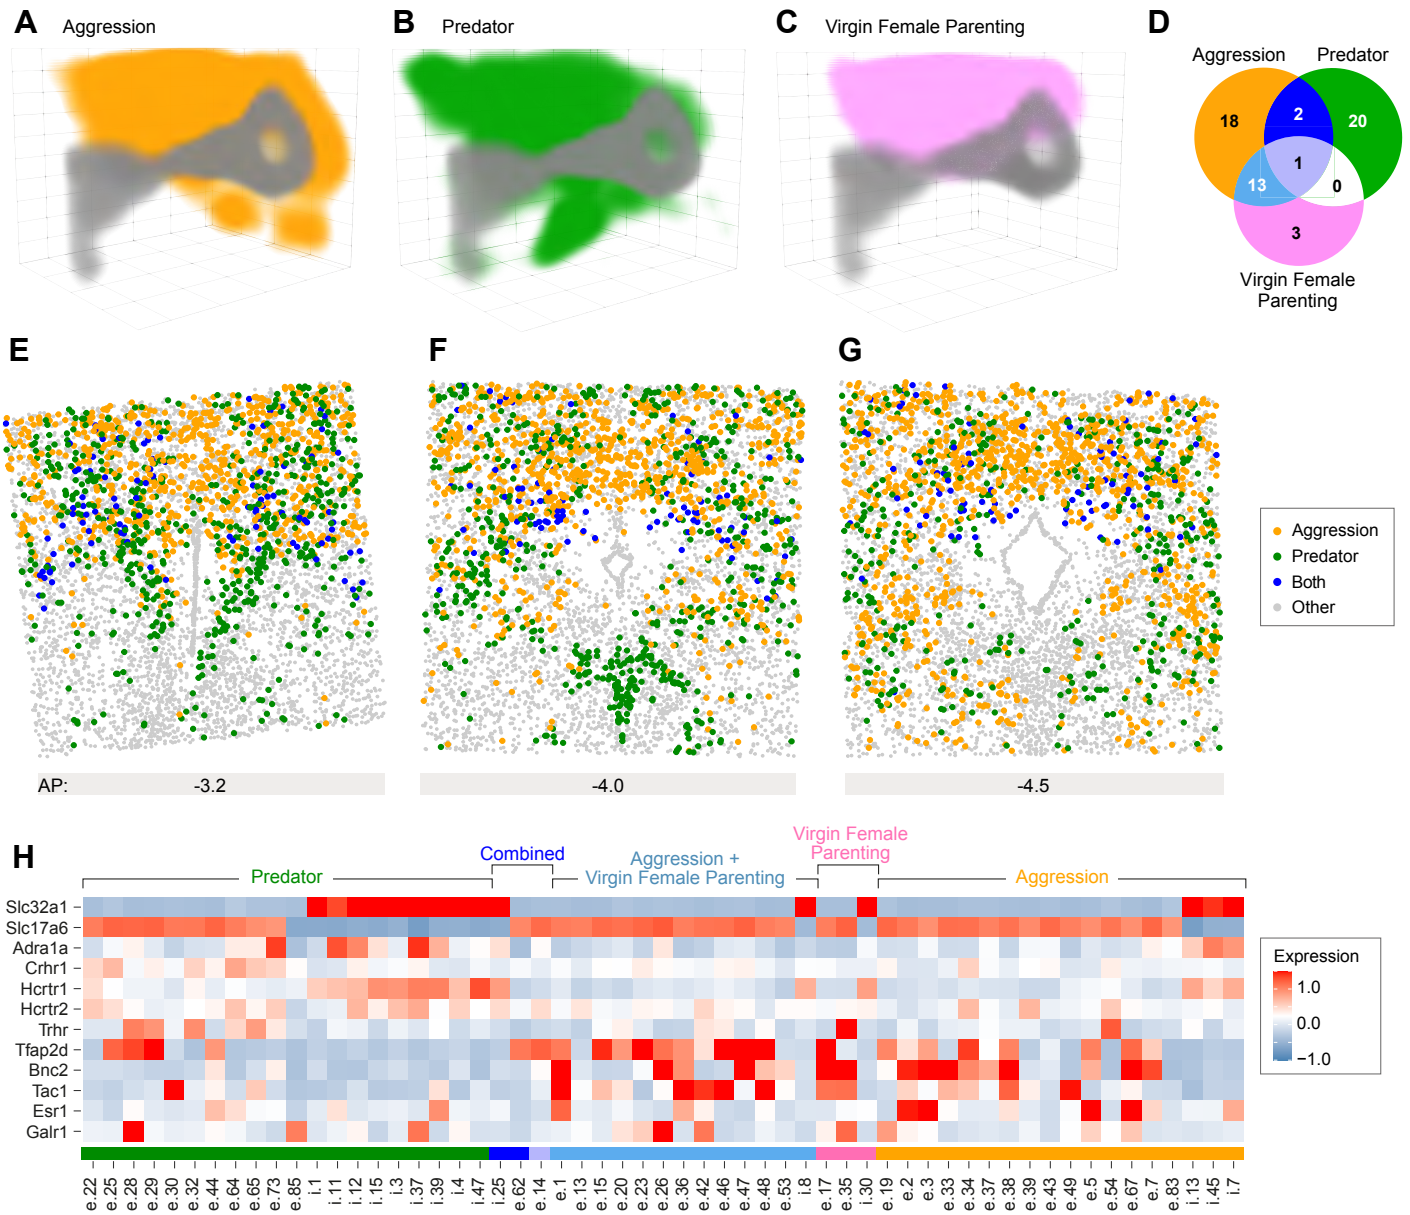 A Aggression
B Predator
C Virgin Female Parenting
D
Aggression Predator
18
2
20
1
13
0
3
Virgin Female
Parenting
E
F
G
Aggression
Predator
Both
Other
AP: -3.2
-4.0
-4.5
H
Predator
Combined
Aggression +
Virgin Female Parenting
Virgin Female
Parenting
Aggression
Slc32a1
Slc17a6
Adra1a
Crhr1
Hcrtr1
Hcrtr2
Trhr
Tfap2d
Bnc2
Tac1
Esr1
Galr1
Expression
1.0
0.0
−1.0
e.22 e.25 e.28 e.29 e.30 e.32 e.44 e.64 e.65 e.73 e.85 i.1 i.11 i.12 i.15 i.3 i.37 i.39 i.4 i.47 i.25 e.62 e.14 e.1 e.13 e.15 e.20 e.23 e.26 e.36 e.42 e.46 e.47 e.48 e.53 i.8 e.17 e.35 i.30 e.19 e.2 e.3 e.33 e.34 e.37 e.38 e.39 e.43 e.49 e.5 e.54 e.67 e.7 e.83 i.13 i.45 i.7